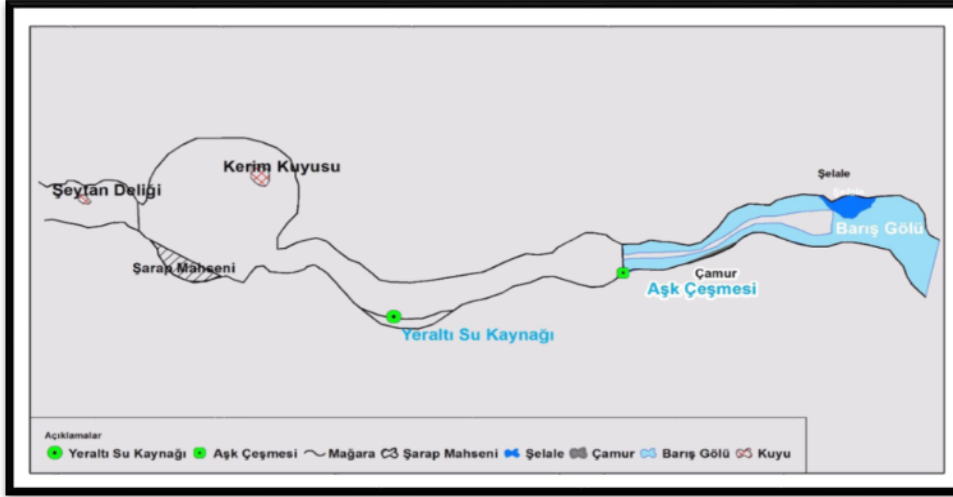 Kerim Kuyusu
Şeytan Deliği
Şelale
Şelale
Barış Gölü
Şarap Mahseni
Çamur
Aşk Çeşmesi
Yeraltı Su Kaynağı
Açıklamalar
Yeraltı Su Kaynağı Aşk Çeşmesi Mağara Şarap Mahseni Şelale Çamur Barış Gölü Kuyu